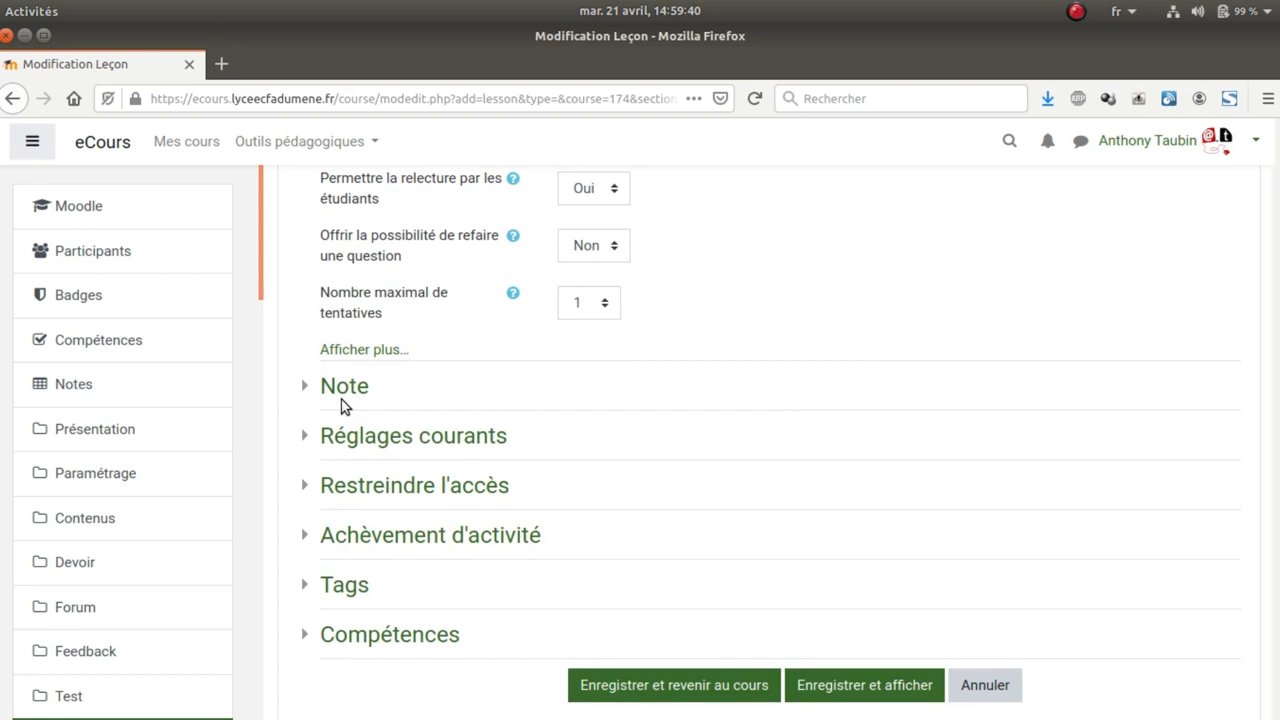 Activités
mar. 21 avril, 14:59:40
fr
99 %
Modification Leçon - Mozilla Firefox
Modification Leçon
https://ecours.lyceecfadumene.fr/course/modedit.php?add=lesson&type=&course=174&section
Rechercher
ABP
eCours
Mes cours
Outils pédagogiques
Anthony Taubin
Moodle
Participants
Badges
Compétences
Notes
Présentation
Paramétrage
Contenus
Devoir
Forum
Feedback
Test
Permettre la relecture par les
étudiants
Oui
Offrir la possibilité de refaire
une question
Non
Nombre maximal de
tentatives
1
Afficher plus...
Note
Réglages courants
Restreindre l'accès
Achèvement d'activité
Tags
Compétences
Enregistrer et revenir au cours
Enregistrer et afficher
Annuler